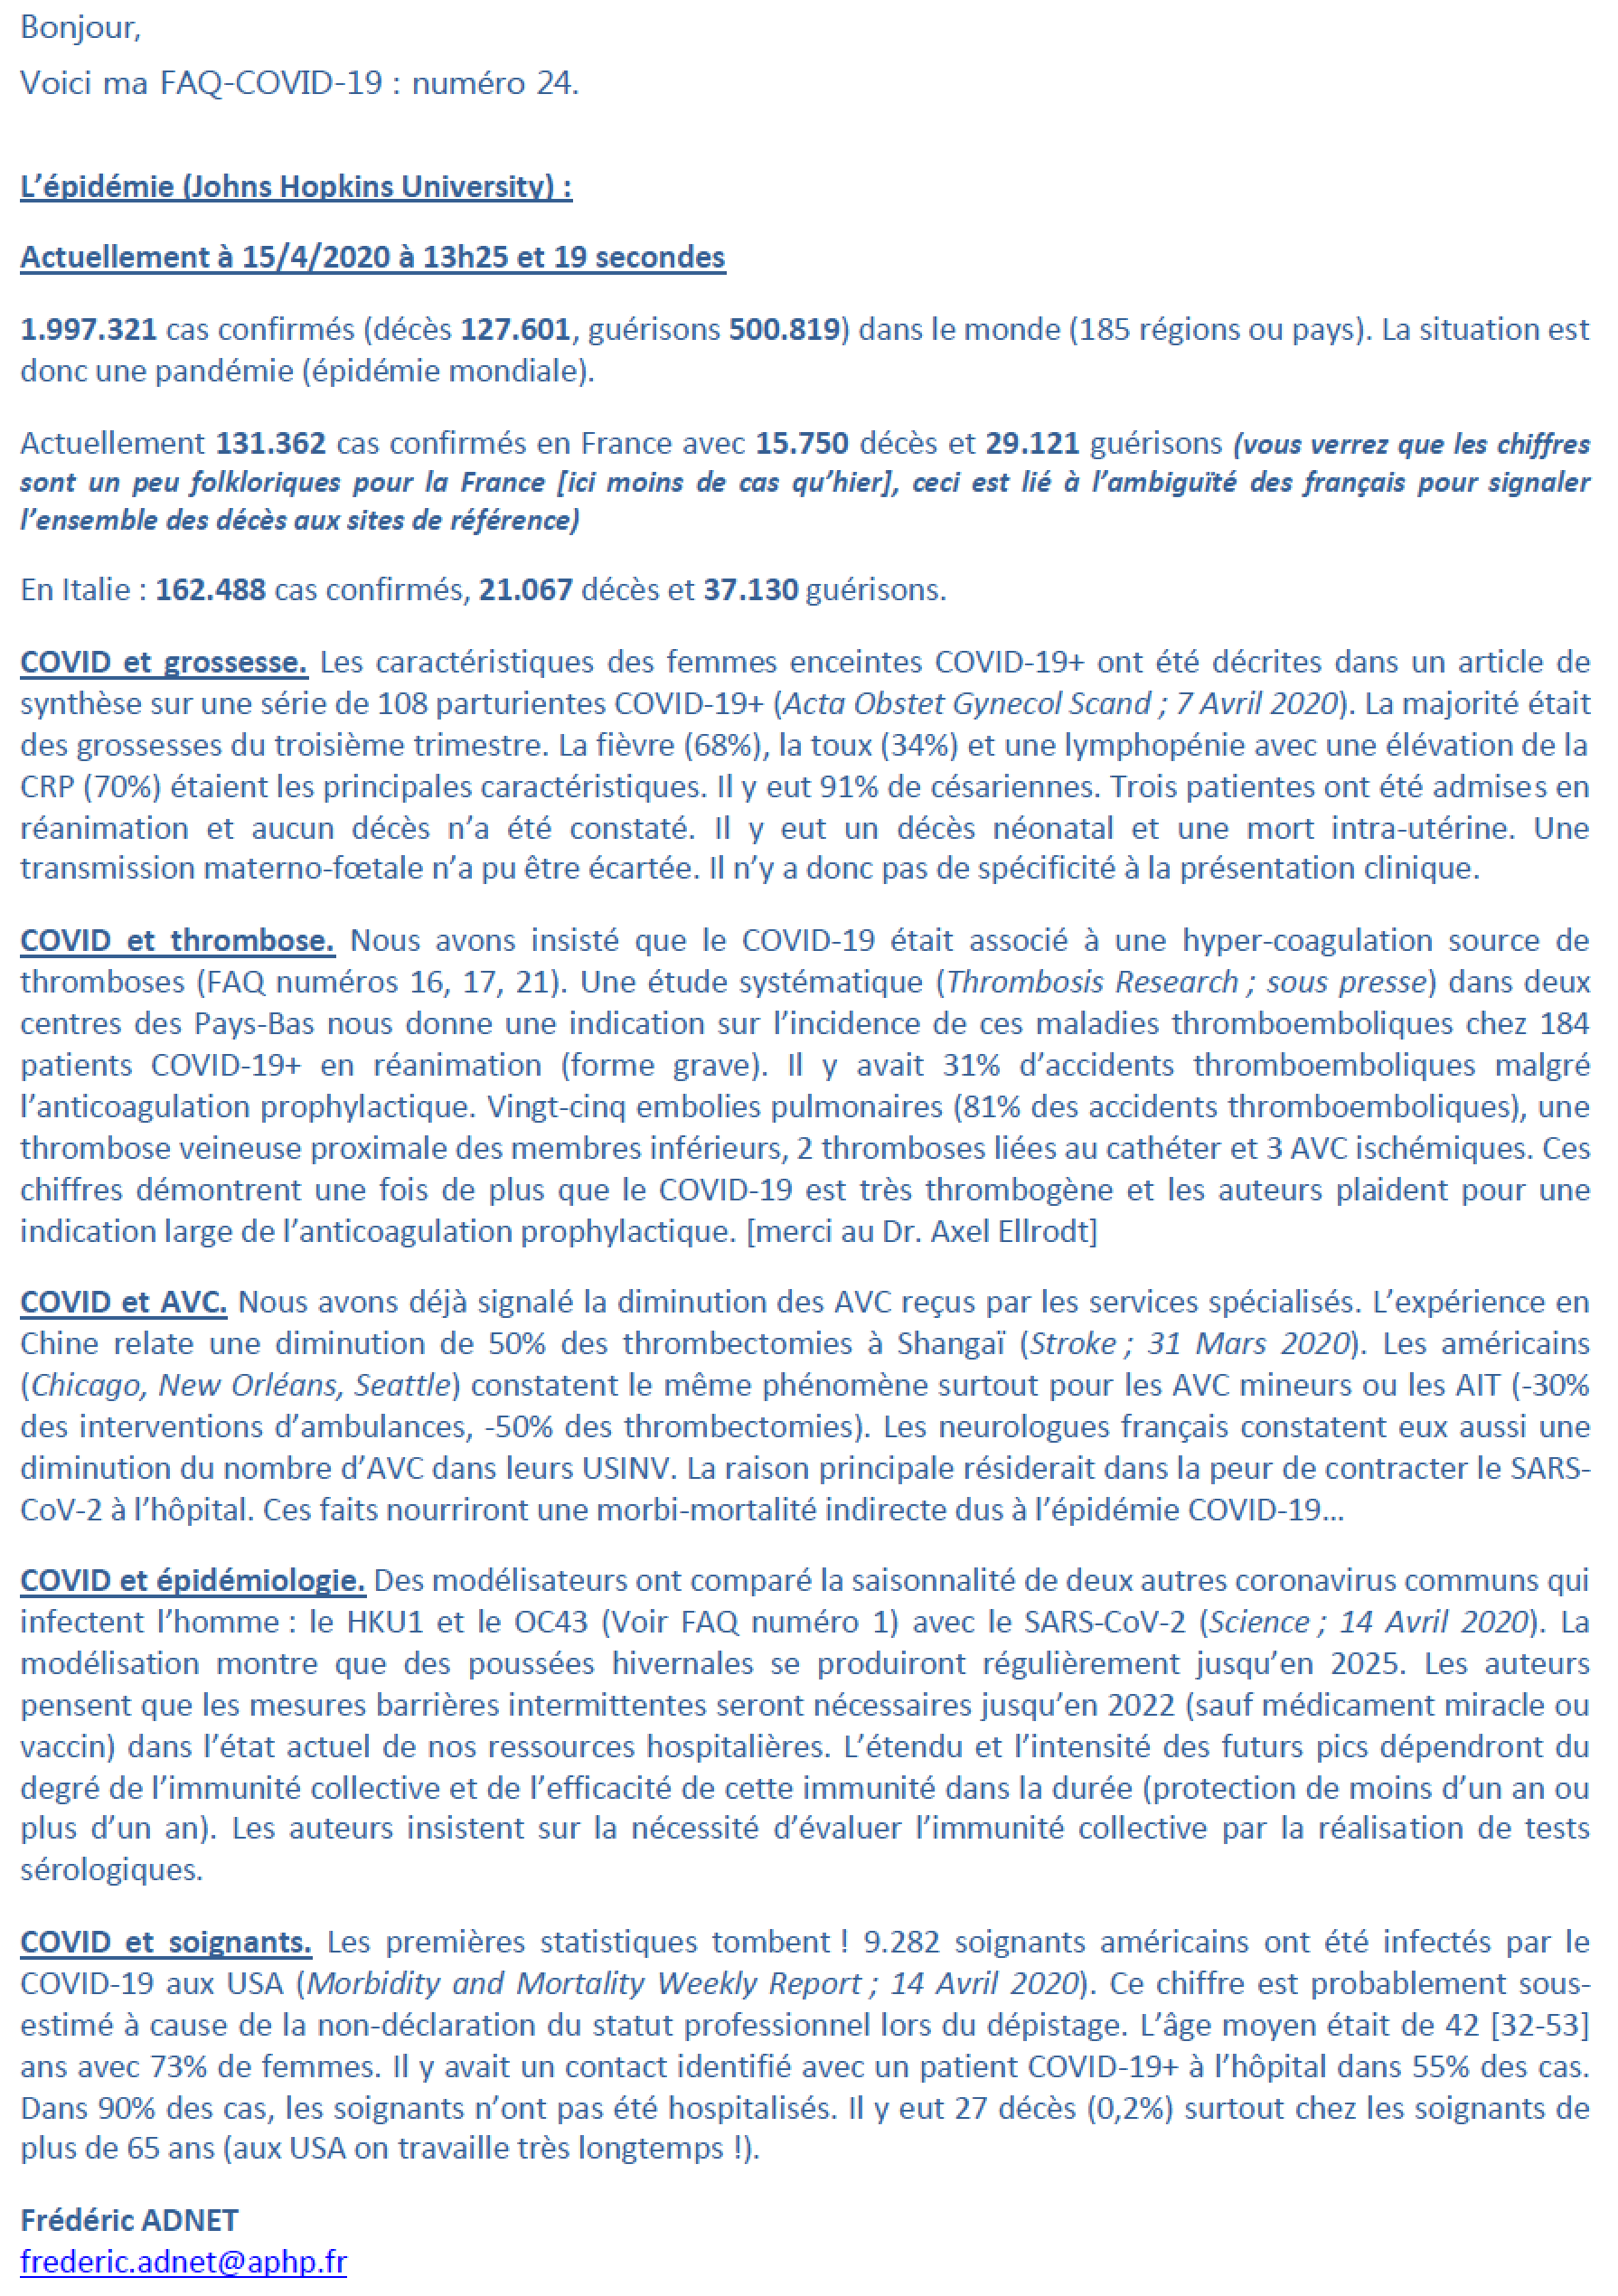 Bonjour,
Voici ma FAQ-COVID-19 : numéro 24.
L’épidémie (Johns Hopkins University) :
Actuellement à 15/4/2020 à 13h25 et 19 secondes
1.997.321 cas confirmés (décès 127.601, guérisons 500.819) dans le monde (185 régions ou pays). La situation est
donc une pandémie (épidémie mondiale).
Actuellement 131.362 cas confirmés en France avec 15.750 décès et 29.121 guérisons (vous verrez que les chiffres
sont un peu folkloriques pour la France [ici moins de cas qu’hier], ceci est lié à l’ambiguïté des français pour signaler
l’ensemble des décès aux sites de référence)
En Italie : 162.488 cas confirmés, 21.067 décès et 37.130 guérisons.
COVID et grossesse. Les caractéristiques des femmes enceintes COVID-19+ ont été décrites dans un article de
synthèse sur une série de 108 parturientes COVID-19+ (Acta Obstet Gynecol Scand ; 7 Avril 2020). La majorité était
des grossesses du troisième trimestre. La fièvre (68%), la toux (34%) et une lymphopénie avec une élévation de la
CRP (70%) étaient les principales caractéristiques. Il y eut 91% de césariennes. Trois patientes ont été admises en
réanimation et aucun décès n’a été constaté. Il y eut un décès néonatal et une mort intra-utérine. Une
transmission materno-fœtale n’a pu être écartée. Il n’y a donc pas de spécificité à la présentation clinique.
COVID et thrombose. Nous avons insisté que le COVID-19 était associé à une hyper-coagulation source de
thromboses (FAQ numéros 16, 17, 21). Une étude systématique (Thrombosis Research ; sous presse) dans deux
centres des Pays-Bas nous donne une indication sur l’incidence de ces maladies thromboemboliques chez 184
patients COVID-19+ en réanimation (forme grave). Il y avait 31% d’accidents thromboemboliques malgré
l’anticoagulation prophylactique. Vingt-cinq embolies pulmonaires (81% des accidents thromboemboliques), une
thrombose veineuse proximale des membres inférieurs, 2 thromboses liées au cathéter et 3 AVC ischémiques. Ces
chiffres démontrent une fois de plus que le COVID-19 est très thrombogène et les auteurs plaident pour une
indication large de l’anticoagulation prophylactique. [merci au Dr. Axel Ellrodt]
COVID et AVC. Nous avons déjà signalé la diminution des AVC reçus par les services spécialisés. L’expérience en
Chine relate une diminution de 50% des thrombectomies à Shangaï (Stroke ; 31 Mars 2020). Les américains
(Chicago, New Orléans, Seattle) constatent le même phénomène surtout pour les AVC mineurs ou les AIT (-30%
des interventions d’ambulances, -50% des thrombectomies). Les neurologues français constatent eux aussi une
diminution du nombre d’AVC dans leurs USINV. La raison principale résiderait dans la peur de contracter le SARS-
CoV-2 à l’hôpital. Ces faits nourriront une morbi-mortalité indirecte dus à l’épidémie COVID-19...
COVID et épidémiologie. Des modélisateurs ont comparé la saisonnalité de deux autres coronavirus communs qui
infectent l’homme : le HKU1 et le OC43 (Voir FAQ numéro 1) avec le SARS-CoV-2 (Science ; 14 Avril 2020). La
modélisation montre que des poussées hivernales se produiront régulièrement jusqu’en 2025. Les auteurs
pensent que les mesures barrières intermittentes seront nécessaires jusqu’en 2022 (sauf médicament miracle ou
vaccin) dans l’état actuel de nos ressources hospitalières. L’étendu et l’intensité des futurs pics dépendront du
degré de l’immunité collective et de l’efficacité de cette immunité dans la durée (protection de moins d’un an ou
plus d’un an). Les auteurs insistent sur la nécessité d’évaluer l’immunité collective par la réalisation de tests
sérologiques.
COVID et soignants. Les premières statistiques tombent ! 9.282 soignants américains ont été infectés par le
COVID-19 aux USA (Morbidity and Mortality Weekly Report ; 14 Avril 2020). Ce chiffre est probablement sous-
estimé à cause de la non-déclaration du statut professionnel lors du dépistage. L’âge moyen était de 42 [32-53]
ans avec 73% de femmes. Il y avait un contact identifié avec un patient COVID-19+ à l’hôpital dans 55% des cas.
Dans 90% des cas, les soignants n’ont pas été hospitalisés. Il y eut 27 décès (0,2%) surtout chez les soignants de
plus de 65 ans (aux USA on travaille très longtemps !).
Frédéric ADNET
frederic.adnet@aphp.fr